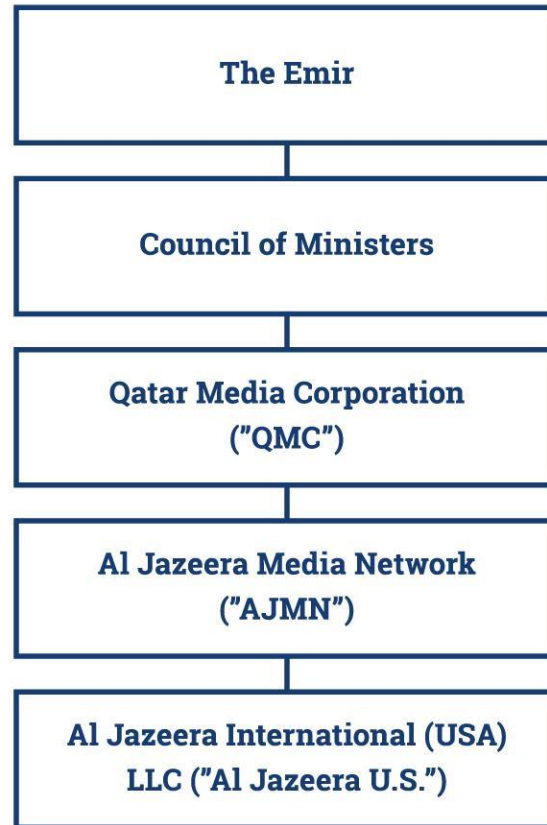 The Emir
Council of Ministers
Qatar Media Corporation
(”QMC”)
Al Jazeera Media Network
(”AJMN”)
Al Jazeera International (USA)
LLC (”Al Jazeera U.S.”)